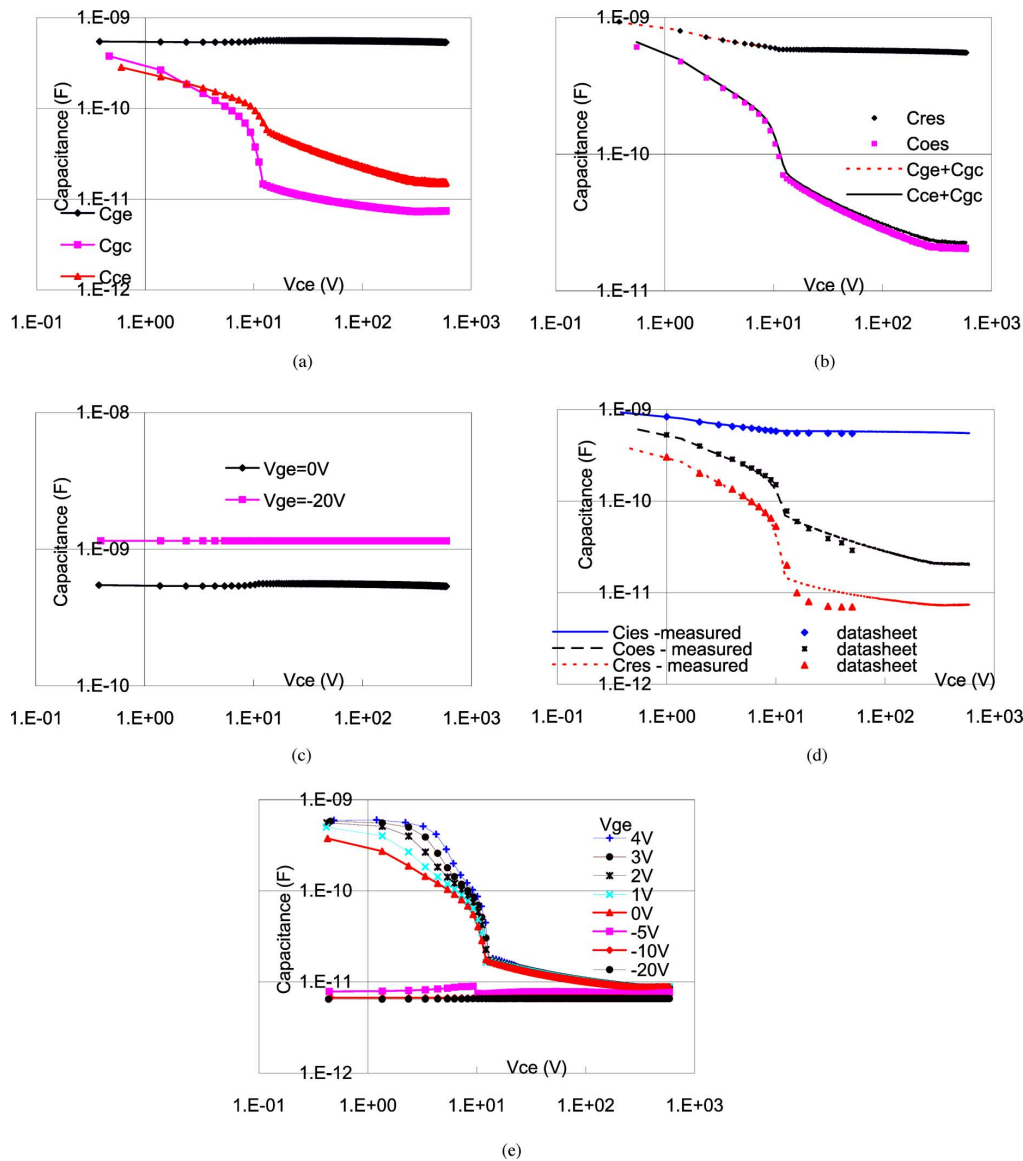 1.E-09
1.E-10
1.E-11
1.E-12
Capacitance (F)
Cge
Cgc
Cce
Vce (V)
1.E-01 1.E+00 1.E+01 1.E+02 1.E+03
(a)
1.E-09
1.E-10
1.E-11
Capacitance (F)
Cres
Coes
Cge+Cgc
Cce+Cgc
Vce (V)
1.E-01 1.E+00 1.E+01 1.E+02 1.E+03
(b)
1.E-08
1.E-09
1.E-10
Capacitance (F)
Vge=0V
Vge=-20V
Vce (V)
1.E-01 1.E+00 1.E+01 1.E+02 1.E+03
(c)
1.E-09
1.E-10
1.E-11
1.E-12
Capacitance (F)
Cies -measured datasheet
Coes - measured datasheet
Cres - measured datasheet
Vce (V)
1.E-01 1.E+00 1.E+01 1.E+02 1.E+03
(d)
1.E-09
1.E-10
1.E-11
1.E-12
Capacitance (F)
Vge
4V
3V
2V
1V
0V
-5V
-10V
-20V
Vce (V)
1.E-01 1.E+00 1.E+01 1.E+02 1.E+03
(e)